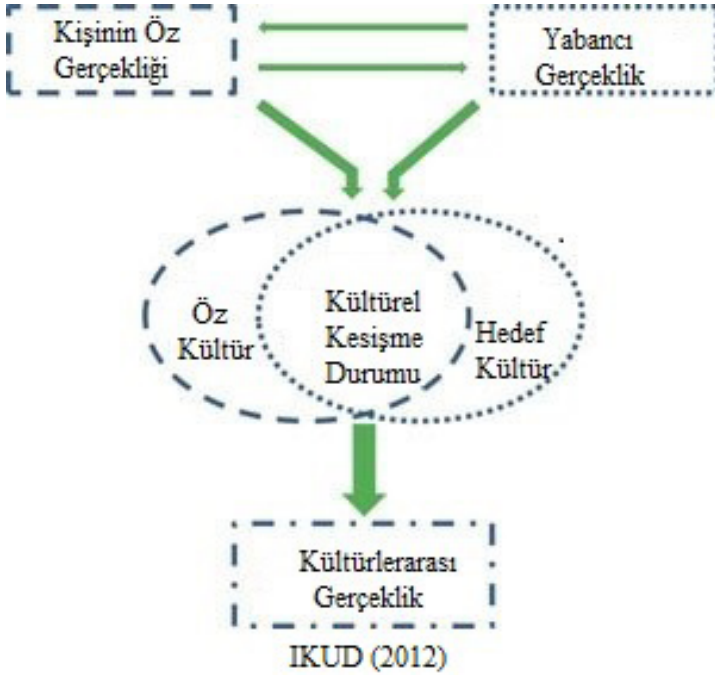 Kişinin Öz
Gerçekliği
Yabancı
Gerçeklik
Öz
Kültür
Kültürel
Kesişme
Durumu
Hedef
Kültür
Kültürlerarası
Gerçeklik
IKUD (2012)